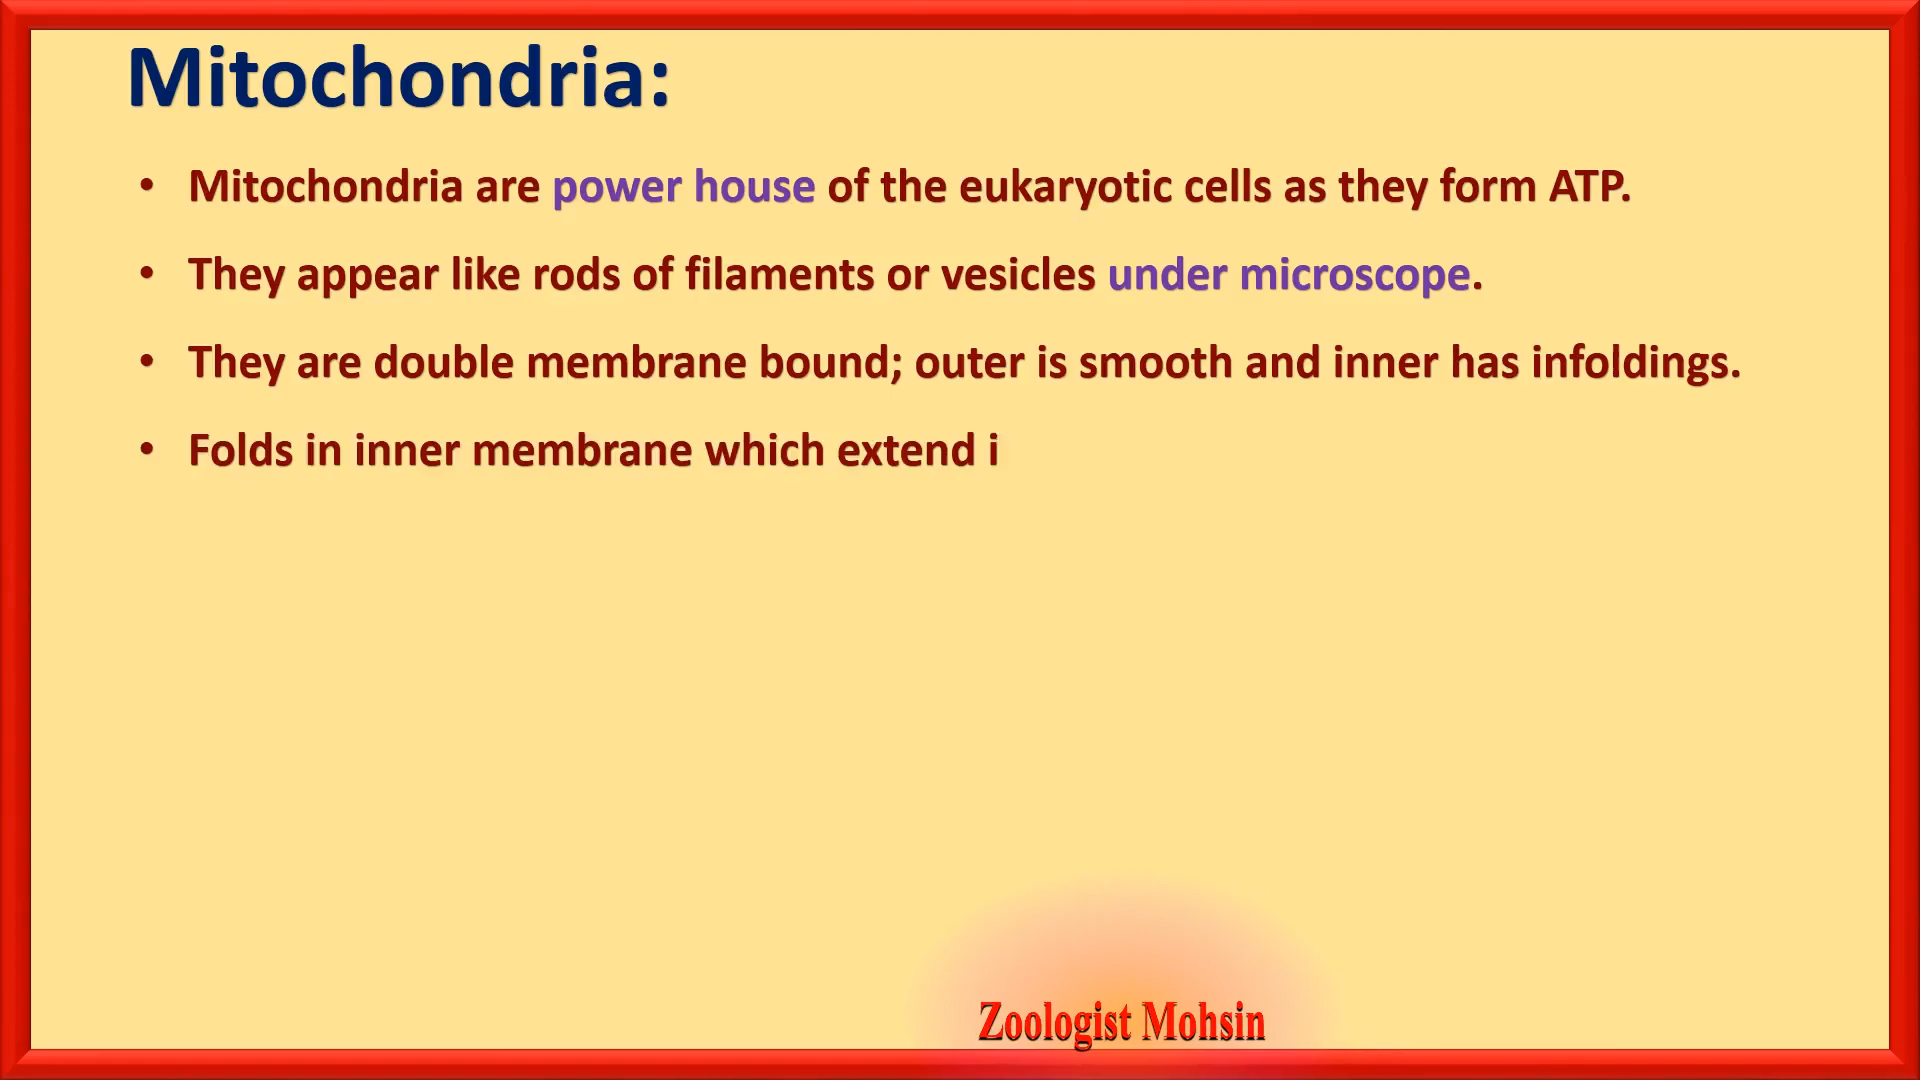 Mitochondria:
• Mitochondria are power house of the eukaryotic cells as they form ATP.
• They appear like rods of filaments or vesicles under microscope.
• They are double membrane bound; outer is smooth and inner has infoldings.
• Folds in inner membrane which extend i
Zoologist Mohsin